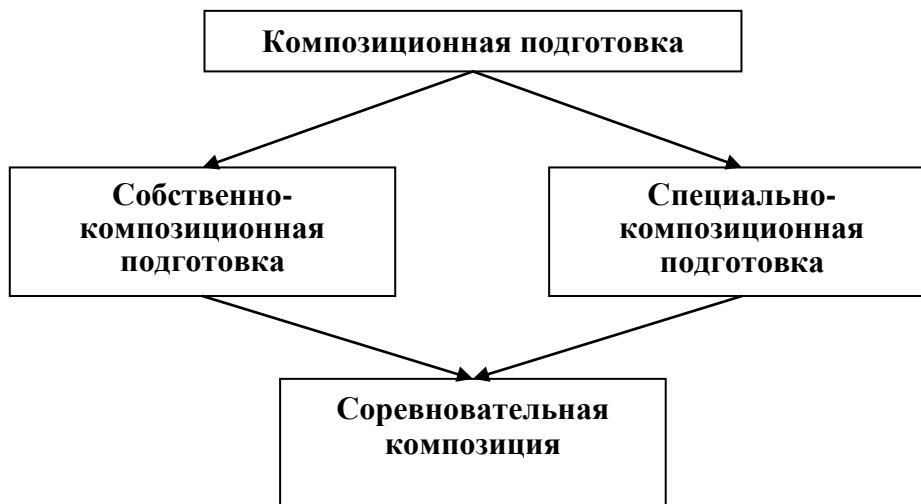 Композиционная подготовка
Собственно-
композиционная
подготовка
Специально-
композиционная
подготовка
Соревновательная
композиция